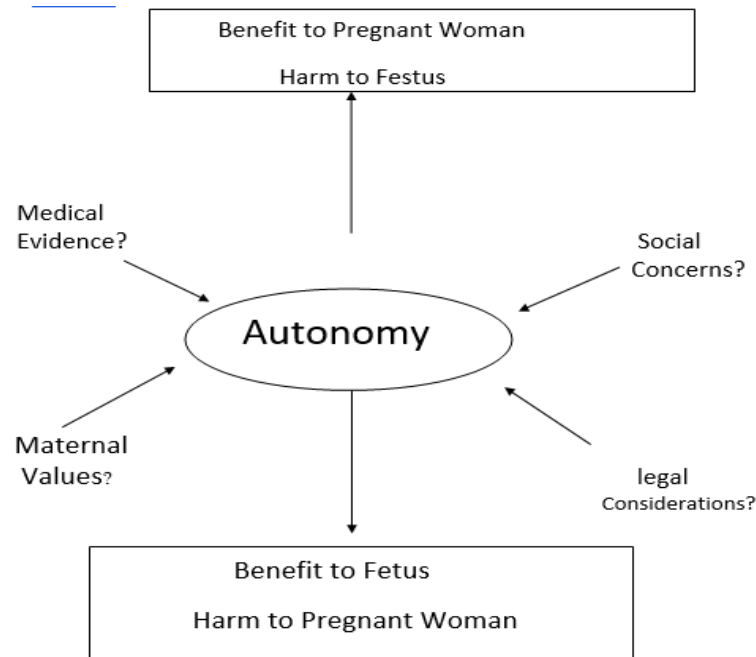 Benefit to Pregnant Woman
Harm to Festus
Medical
Evidence?
Social
Concerns?
Autonomy
Maternal
Values?
legal
Considerations?
Benefit to Fetus
Harm to Pregnant Woman